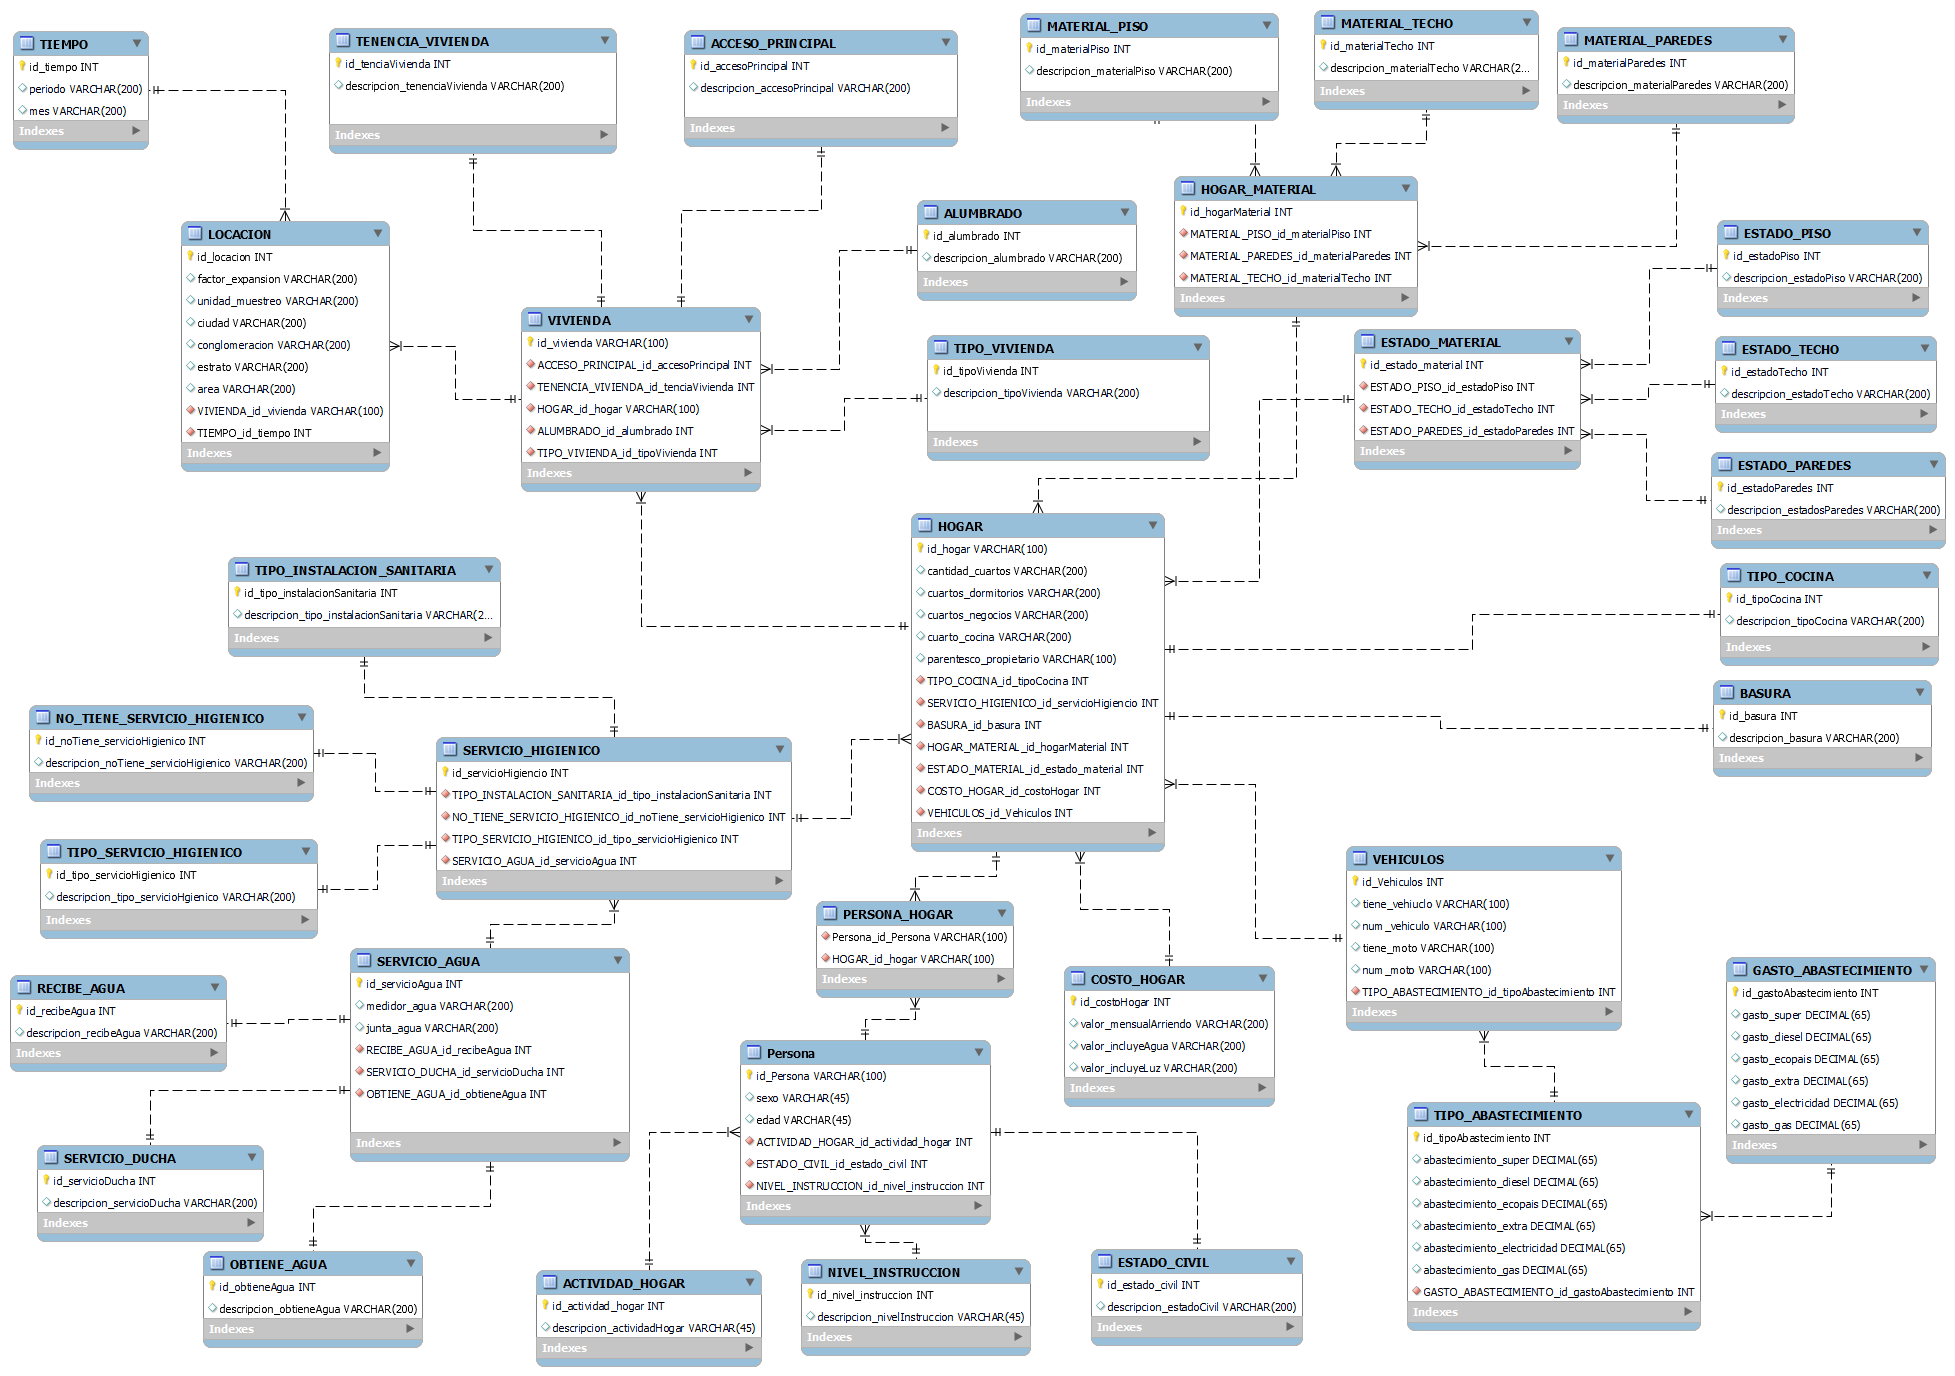 TIEMPO
id_tiempo INT
periodo VARCHAR(200)
mes VARCHAR(200)
Indexes
TENENCIA_VIVIENDA
id_tenciaVivienda INT
descripcion_tenenciaVivienda VARCHAR(200)
Indexes
ACCESO_PRINCIPAL
id_accesoPrincipal INT
descripcion_accesoPrincipal VARCHAR(200)
Indexes
MATERIAL_PISO
id_materialPiso INT
descripcion_materialPiso VARCHAR(200)
Indexes
MATERIAL_TECHO
id_materialTecho INT
descripcion_materialTecho VARCHAR(2...
Indexes
MATERIAL_PAREDES
id_materialParedes INT
descripcion_materialParedes VARCHAR(200)
Indexes
LOCACION
id_locacion INT
factor_expansion VARCHAR(200)
unidad_muestreo VARCHAR(200)
ciudad VARCHAR(200)
conglomeracion VARCHAR(200)
estrato VARCHAR(200)
area VARCHAR(200)
VIVIENDA_id_vivienda VARCHAR(100)
TIEMPO_id_tiempo INT
Indexes
VIVIENDA
id_vivienda VARCHAR(100)
ACCESO_PRINCIPAL_id_accesoPrincipal INT
TENENCIA_VIVIENDA_id_tenciaVivienda INT
HOGAR_id_hogar VARCHAR(100)
ALUMBRADO_id_alumbrado INT
TIPO_VIVIENDA_id_tipoVivienda INT
Indexes
ALUMBRADO
id_alumbrado INT
descripcion_alumbrado VARCHAR(200)
Indexes
TIPO_VIVIENDA
id_tipoVivienda INT
descripcion_tipoVivienda VARCHAR(200)
Indexes
HOGAR_MATERIAL
id_hogarMaterial INT
MATERIAL_PISO_id_materialPiso INT
MATERIAL_PAREDES_id_materialParedes INT
MATERIAL_TECHO_id_materialTecho INT
Indexes
ESTADO_MATERIAL
id_estado_material INT
ESTADO_PISO_id_estadoPiso INT
ESTADO_TECHO_id_estadoTecho INT
ESTADO_PAREDES_id_estadoParedes INT
Indexes
ESTADO_PISO
id_estadoPiso INT
descripcion_estadoPiso VARCHAR(200)
Indexes
ESTADO_TECHO
id_estadoTecho INT
descripcion_estadoTecho VARCHAR(200)
Indexes
ESTADO_PAREDES
id_estadoParedes INT
descripcion_estadosParedes VARCHAR(200)
Indexes
HOGAR
id_hogar VARCHAR(100)
cantidad_cuartos VARCHAR(200)
cuartos_dormitorios VARCHAR(200)
cuartos_negocios VARCHAR(200)
cuarto_cocina VARCHAR(200)
parentesco_propietario VARCHAR(100)
TIPO_COCINA_id_tipoCocina INT
SERVICIO_HIGIENICO_id_servicioHigiencio INT
BASURA_id_basura INT
HOGAR_MATERIAL_id_hogarMaterial INT
ESTADO_MATERIAL_id_estado_material INT
COSTO_HOGAR_id_costoHogar INT
VEHICULOS_id_Vehiculos INT
Indexes
TIPO_COCINA
id_tipoCocina INT
descripcion_tipoCocina VARCHAR(200)
Indexes
BASURA
id_basura INT
descripcion_basura VARCHAR(200)
Indexes
TIPO_INSTALACION_SANITARIA
id_tipo_instalacionSanitaria INT
descripcion_tipo_instalacionSanitaria VARCHAR(2...
Indexes
NO_TIENE_SERVICIO_HIGIENICO
id_noTiene_servicioHigienico INT
descripcion_noTiene_servicioHigienico VARCHAR(200)
Indexes
SERVICIO_HIGIENICO
id_servicioHigiencio INT
TIPO_INSTALACION_SANITARIA_id_tipo_instalacionSanitaria INT
NO_TIENE_SERVICIO_HIGIENICO_id_noTiene_servicioHigienico INT
TIPO_SERVICIO_HIGIENICO_id_tipo_servicioHigienico INT
SERVICIO_AGUA_id_servicioAgua INT
Indexes
TIPO_SERVICIO_HIGIENICO
id_tipo_servicioHigienico INT
descripcion_tipo_servicioHgienico VARCHAR(200)
Indexes
SERVICIO_AGUA
id_servicioAgua INT
medidor_agua VARCHAR(200)
junta_agua VARCHAR(200)
RECIBE_AGUA_id_recibeAgua INT
SERVICIO_DUCHA_id_servicioDucha INT
OBTIENE_AGUA_id_obtieneAgua INT
Indexes
RECIBE_AGUA
id_recibeAgua INT
descripcion_recibeAgua VARCHAR(200)
Indexes
SERVICIO_DUCHA
id_servicioDucha INT
descripcion_servicioDucha VARCHAR(200)
Indexes
OBTIENE_AGUA
id_obtieneAgua INT
descripcion_obtieneAgua VARCHAR(200)
Indexes
PERSONA_HOGAR
Persona_id_Persona VARCHAR(100)
HOGAR_id_hogar VARCHAR(100)
Indexes
COSTO_HOGAR
id_costoHogar INT
valor_mensualArriendo VARCHAR(200)
valor_incluyeAgua VARCHAR(200)
valor_incluyeLuz VARCHAR(200)
Indexes
VEHICULOS
id_Vehiculos INT
tiene_vehiuclo VARCHAR(100)
num_vehiculo VARCHAR(100)
tiene_moto VARCHAR(100)
num_moto VARCHAR(100)
TIPO_ABASTECIMIENTO_id_tipoAbastecimiento INT
Indexes
GASTO_ABASTECIMIENTO
id_gastoAbastecimiento INT
gasto_super DECIMAL(65)
gasto_diesel DECIMAL(65)
gasto_ecopais DECIMAL(65)
gasto_extra DECIMAL(65)
gasto_electricidad DECIMAL(65)
gasto_gas DECIMAL(65)
Indexes
Persona
id_Persona VARCHAR(100)
sexo VARCHAR(45)
edad VARCHAR(45)
ACTIVIDAD_HOGAR_id_actividad_hogar INT
ESTADO_CIVIL_id_estado_civil INT
NIVEL_INSTRUCCION_id_nivel_instruccion INT
Indexes
TIPO_ABASTECIMIENTO
id_tipoAbastecimiento INT
abastecimiento_super DECIMAL(65)
abastecimiento_diesel DECIMAL(65)
abastecimiento_ecopais DECIMAL(65)
abastecimiento_extra DECIMAL(65)
abastecimiento_electricidad DECIMAL(65)
abastecimiento_gas DECIMAL(65)
GASTO_ABASTECIMIENTO_id_gastoAbastecimiento INT
Indexes
ACTIVIDAD_HOGAR
id_actividad_hogar INT
descripcion_actividadHogar VARCHAR(45)
Indexes
NIVEL_INSTRUCCION
id_nivel_instruccion INT
descripcion_nivelInstruccion VARCHAR(45)
Indexes
ESTADO_CIVIL
id_estado_civil INT
descripcion_estadoCivil VARCHAR(200)
Indexes